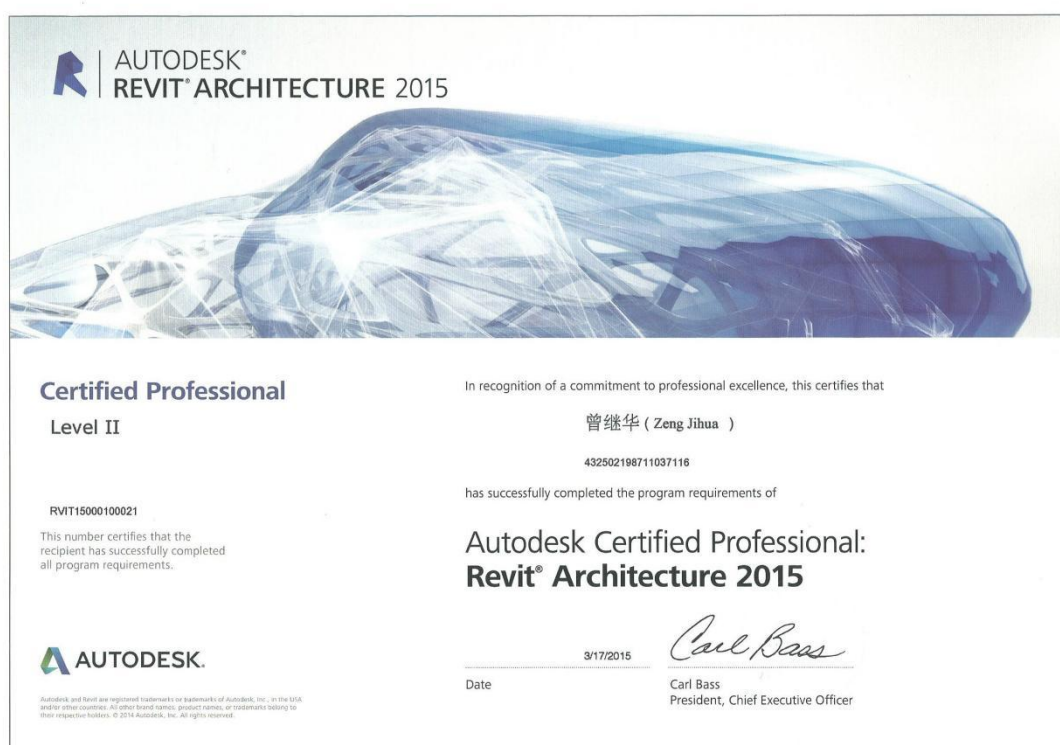 AUTODESK®
REVIT® ARCHITECTURE 2015
Certified Professional
Level II
RVIT15000100021
This number certifies that the
recipient has successfully completed
all program requirements.
AUTODESK.
Autodesk and Revit are registered trademarks or trademarks of Autodesk, Inc., in the USA
and/or other countries. All other brand names, product names, or trademarks belong to
their respective holders. © 2014 Autodesk, Inc. All rights reserved.
In recognition of a commitment to professional excellence, this certifies that
曾继华 ( Zeng Jihua )
432502198711037116
has successfully completed the program requirements of
Autodesk Certified Professional:
Revit® Architecture 2015
3/17/2015
Date
Carl Bass
Carl Bass
President, Chief Executive Officer